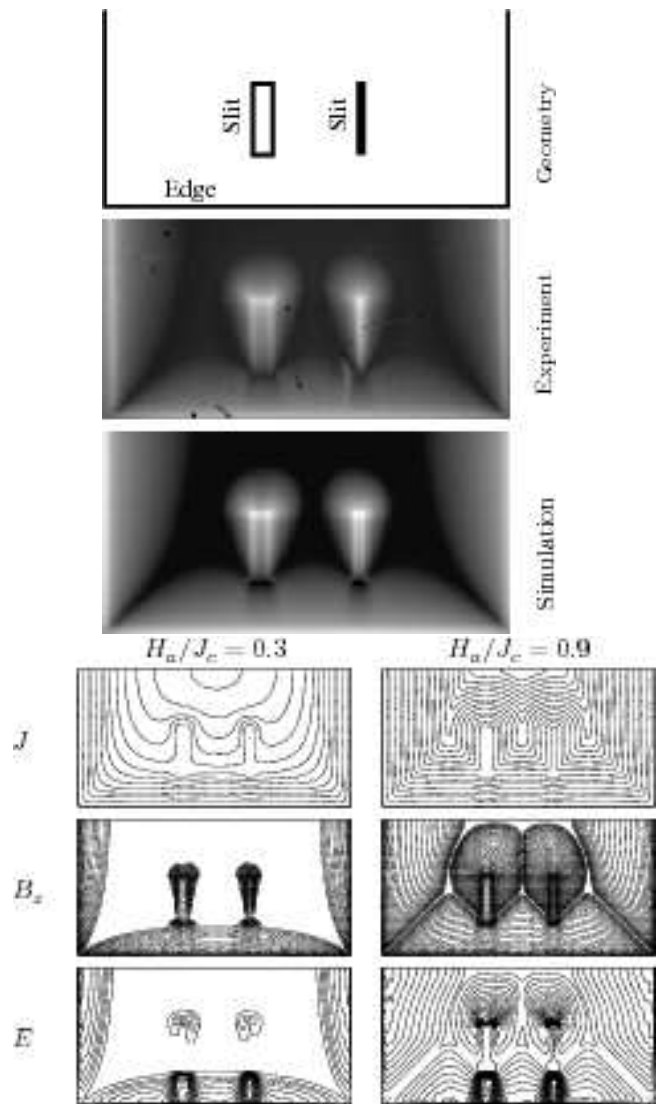 Slit
Slit
Edge
Geometry
Experiment
Simulation
H_a/J_c = 0.3
H_a/J_c = 0.9
J
B_z
E